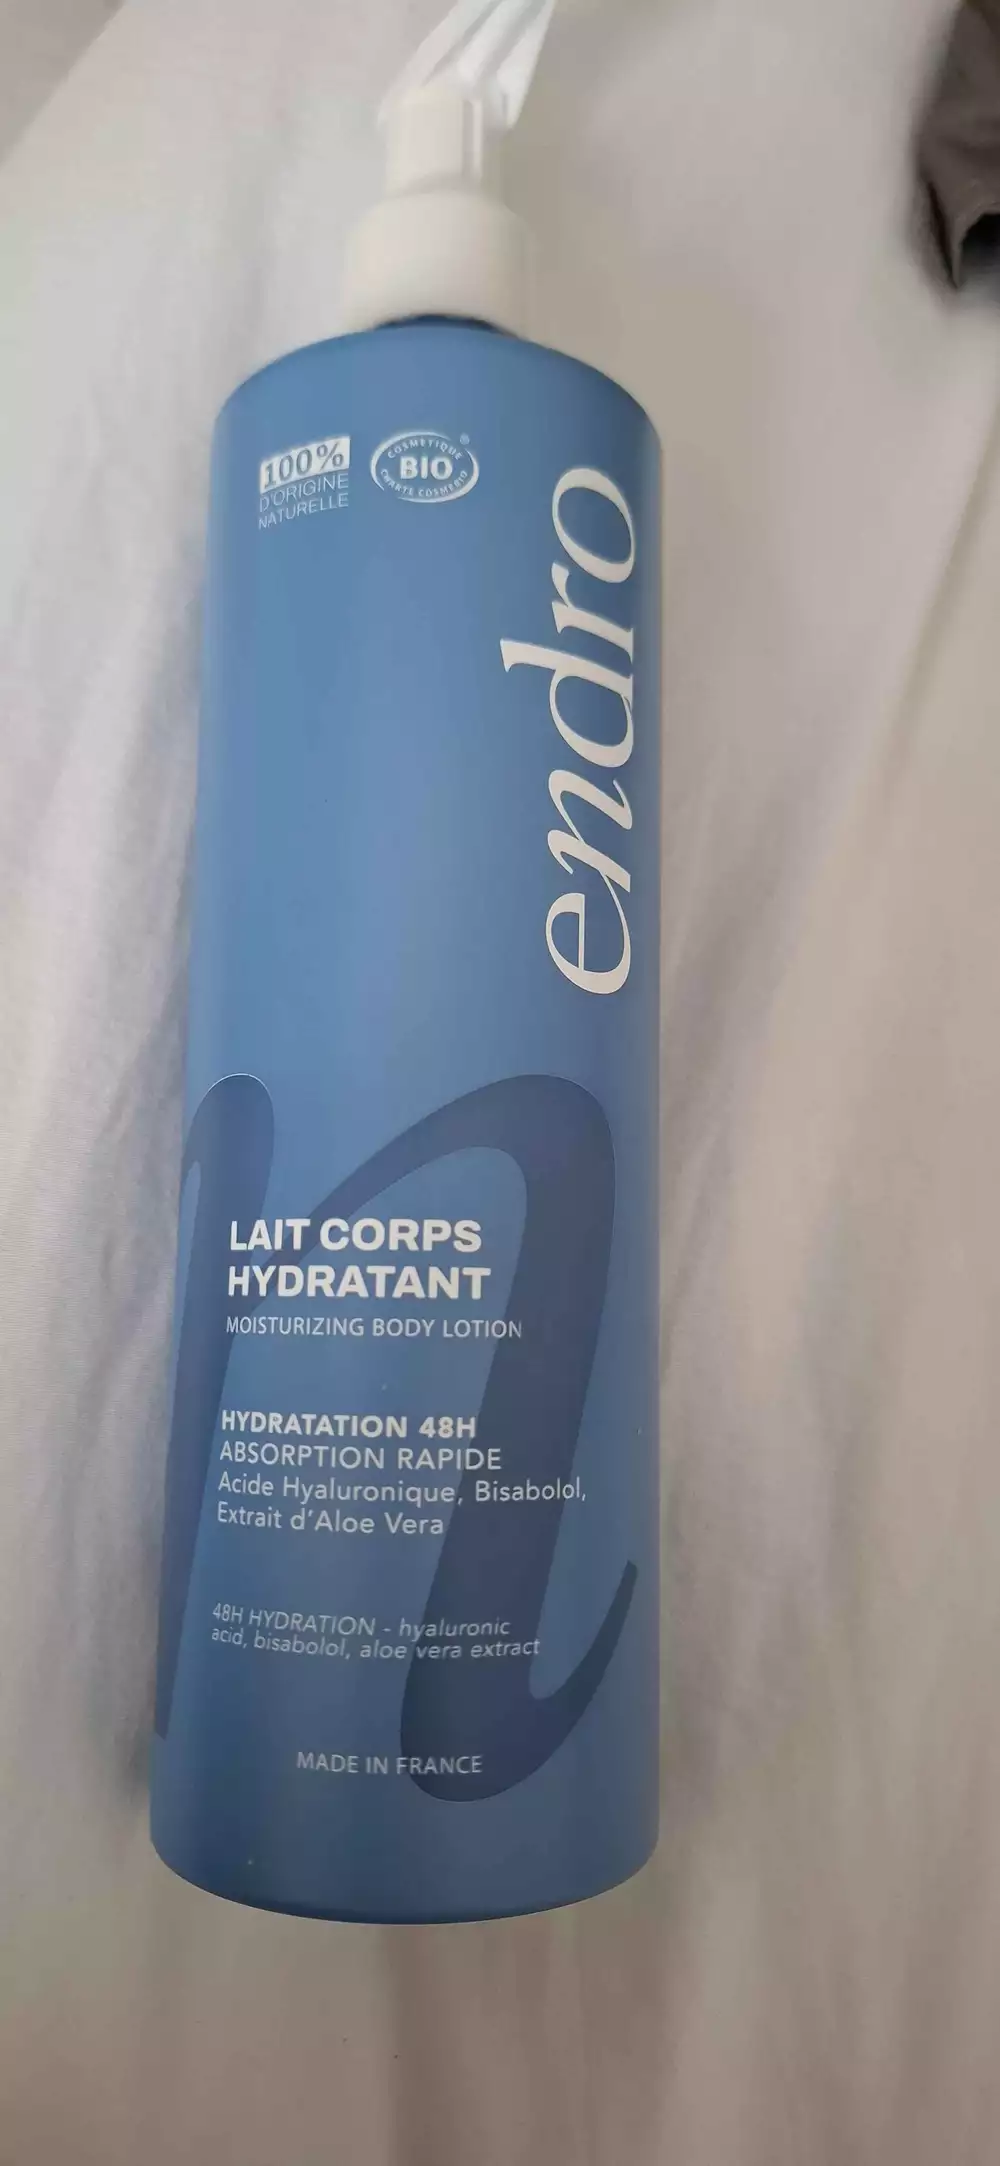 100%
D'ORIGINE
NATURELLE
COSMETIQUE
®
BIO
CHARTE COSMEBIO
endro
LAIT CORPS
HYDRATANT
MOISTURIZING BODY LOTION
HYDRATATION 48H
ABSORPTION RAPIDE
Acide Hyaluronique, Bisabolol,
Extrait d'Aloe Vera
48H HYDRATION - hyaluronic
acid, bisabolol, aloe vera extract
MADE IN FRANCE